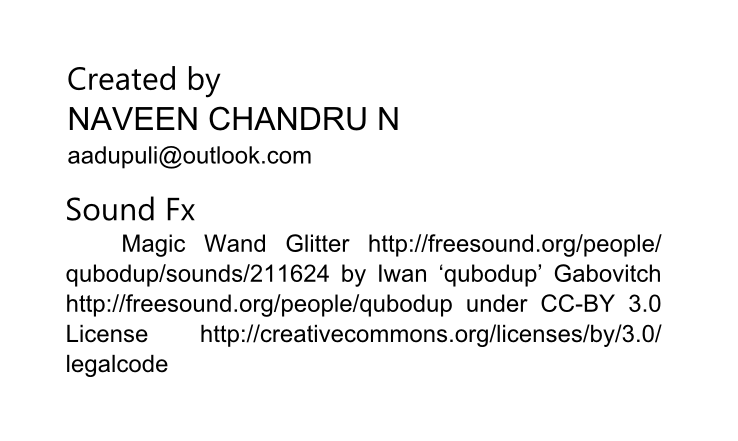 Created by
NAVEEN CHANDRU N
aadupuli@outlook.com
Sound Fx
Magic Wand Glitter http://freesound.org/people/
qubodup/sounds/211624 by Iwan ‘qubodup’ Gabovitch
http://freesound.org/people/qubodup under CC-BY 3.0
License http://creativecommons.org/licenses/by/3.0/
legalcode